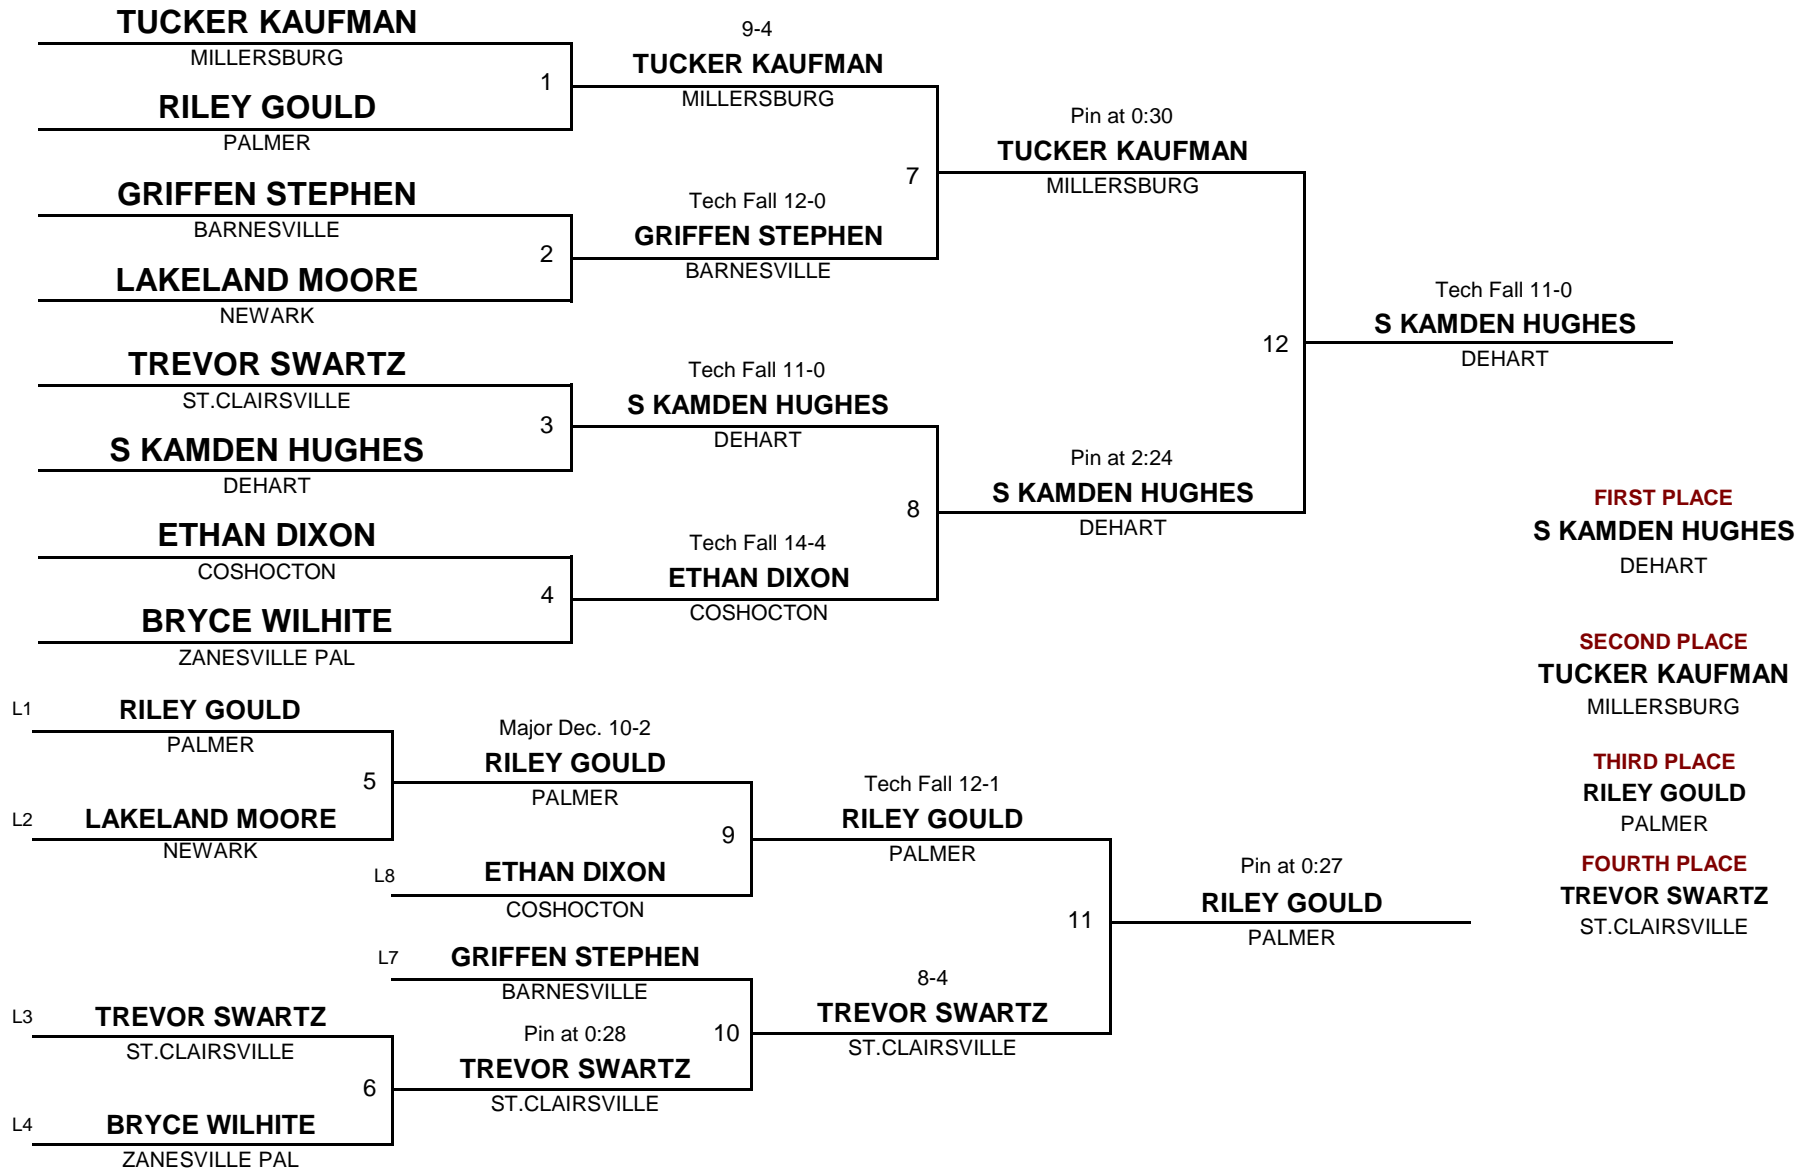 TUCKER KAUFMAN
MILLERSBURG
1
RILEY GOULD
PALMER
9-4
TUCKER KAUFMAN
MILLERSBURG
GRIFFEN STEPHEN
BARNESVILLE
2
LAKELAND MOORE
NEWARK
Tech Fall 12-0
GRIFFEN STEPHEN
BARNESVILLE
7
Pin at 0:30
TUCKER KAUFMAN
MILLERSBURG
TREVOR SWARTZ
ST.CLAIRSVILLE
3
S KAMDEN HUGHES
DEHART
Tech Fall 11-0
S KAMDEN HUGHES
DEHART
ETHAN DIXON
COSHOCTON
4
BRYCE WILHITE
ZANESVILLE PAL
Tech Fall 14-4
ETHAN DIXON
COSHOCTON
8
Pin at 2:24
S KAMDEN HUGHES
DEHART
12
Tech Fall 11-0
S KAMDEN HUGHES
DEHART
FIRST PLACE
S KAMDEN HUGHES
DEHART
SECOND PLACE
TUCKER KAUFMAN
MILLERSBURG
THIRD PLACE
RILEY GOULD
PALMER
FOURTH PLACE
TREVOR SWARTZ
ST.CLAIRSVILLE
L1 RILEY GOULD
PALMER
5
L2 LAKELAND MOORE
NEWARK
Major Dec. 10-2
RILEY GOULD
PALMER
9
L8 ETHAN DIXON
COSHOCTON
Tech Fall 12-1
RILEY GOULD
PALMER
L7 GRIFFEN STEPHEN
BARNESVILLE
10
L3 TREVOR SWARTZ
ST.CLAIRSVILLE
6
L4 BRYCE WILHITE
ZANESVILLE PAL
Pin at 0:28
TREVOR SWARTZ
ST.CLAIRSVILLE
8-4
TREVOR SWARTZ
ST.CLAIRSVILLE
11
Pin at 0:27
RILEY GOULD
PALMER